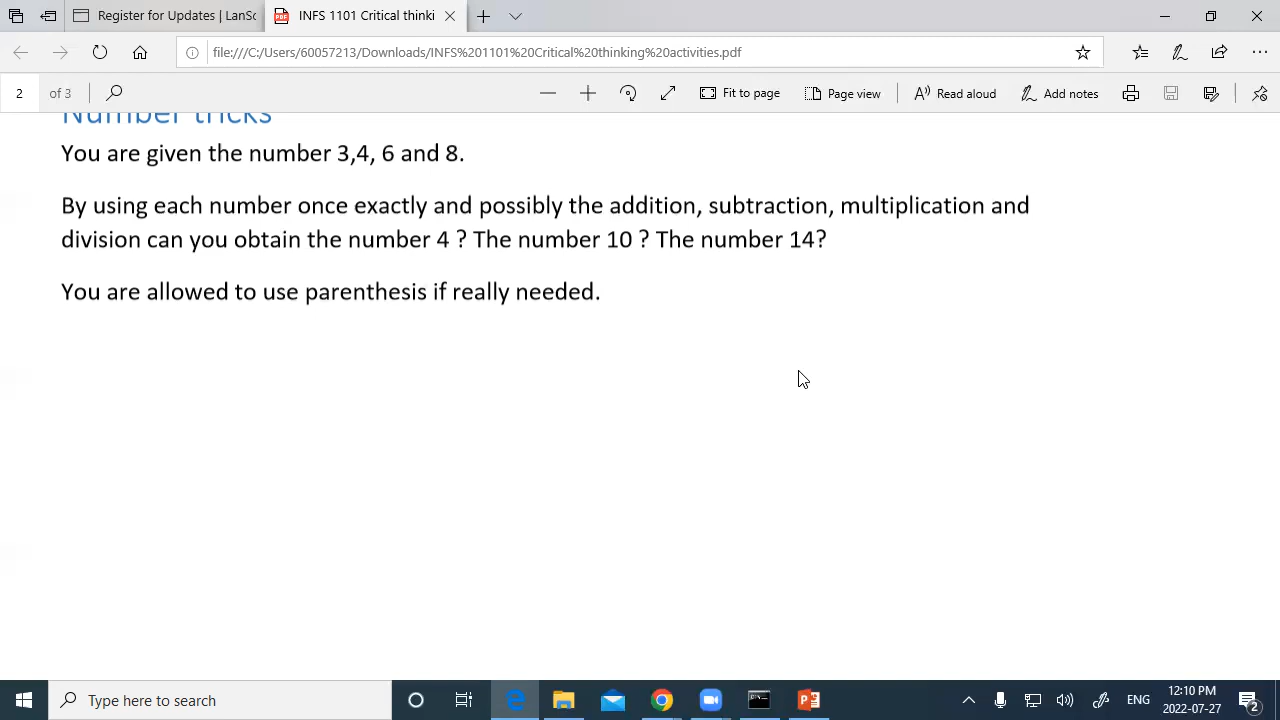 Register for Updates | LanSc
INFS 1101 Critical thinki
file:///C:/Users/60057213/Downloads/INFS%201101%20Critical%20thinking%20activities.pdf
2 of 3
Fit to page
Page view
Read aloud
Add notes
Number tricks
You are given the number 3,4, 6 and 8.
By using each number once exactly and possibly the addition, subtraction, multiplication and
division can you obtain the number 4 ? The number 10 ? The number 14?
You are allowed to use parenthesis if really needed.
Type here to search
ENG
12:10 PM
2022-07-27
2